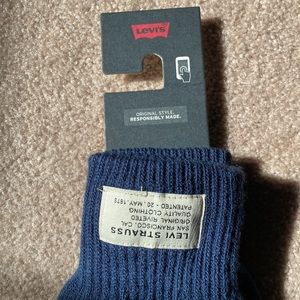 Levi's
ORIGINAL STYLE.
RESPONSIBLY MADE.
LEVI STRAUSS
SAN FRANCISCO, CAL
ORIGINAL RIVETED
QUALITY CLOTHING
PATENTED - 20, MAY, 1873